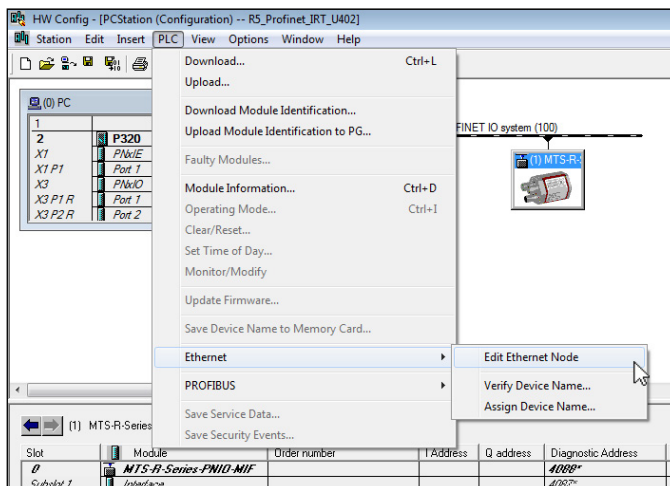 HW Config - [PCStation (Configuration) -- R5_Profinet_IRT_U402]
Station Edit Insert PLC View Options Window Help
Download... Ctrl+L
Upload...
Download Module Identification...
Upload Module Identification to PG...
Faulty Modules...
Module Information... Ctrl+D
Operating Mode... Ctrl+I
Clear/Reset...
Set Time of Day...
Monitor/Modify
Update Firmware...
Save Device Name to Memory Card...
Ethernet
PROFIBUS
Save Service Data...
Save Security Events...
Edit Ethernet Node
Verify Device Name...
Assign Device Name...
(0) PC
1
2 P320
X1 PNxIE
X1 P1 Port 1
X3 PNxIO
X3 P1 R Port 1
X3 P2 R Port 2
FINET IO system (100)
(1) MTS-R-S
(1) MTS-R-Series
Slot Module Order number I Address Q address Diagnostic Address
0 MTS-R-Series-PNIO-MIF 4088*
Subslot 1 Interface 4087*